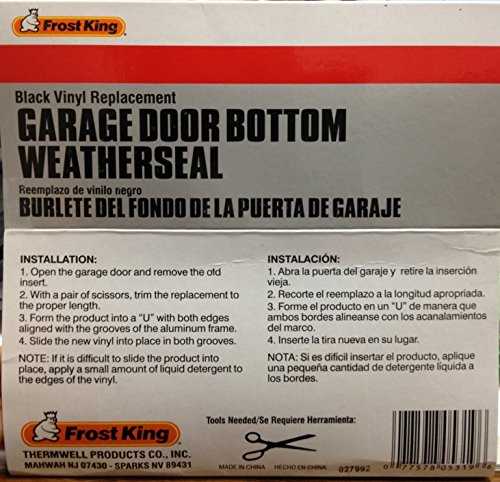 Frost King
Black Vinyl Replacement
GARAGE DOOR BOTTOM
WEATHERSEAL
Reemplazo de vinilo negro
BURLETE DEL FONDO DE LA PUERTA DE GARAJE
INSTALLATION:
1. Open the garage door and remove the old
insert.
2. With a pair of scissors, trim the replacement to
the proper length.
3. Form the product into a "U" with both edges
aligned with the grooves of the aluminum frame.
4. Slide the new vinyl into place in both grooves.
NOTE: If it is difficult to slide the product into
place, apply a small amount of liquid detergent to
the edges of the vinyl.
INSTALACIÓN:
1. Abra la puerta del garaje y retire la inserción
vieja.
2. Recorte el reemplazo a la longitud apropriada.
3. Forme el producto en un "U" de manera que
ambos bordes alineanse con los acanalamientos
del marco.
4. Inserte la tira nueva en su lugar.
NOTA: Si es difícil insertar el producto, aplique
una pequeña cantidad de detergente líquida a
los bordes.
Frost King
THERMWELL PRODUCTS CO., INC.
MAHWAH NJ 07430 - SPARKS NV 89431
Tools Needed/Se Requiere Herramienta:
MADE IN CHINA HECHO EN CHINA
027992
0 77578 05319 6